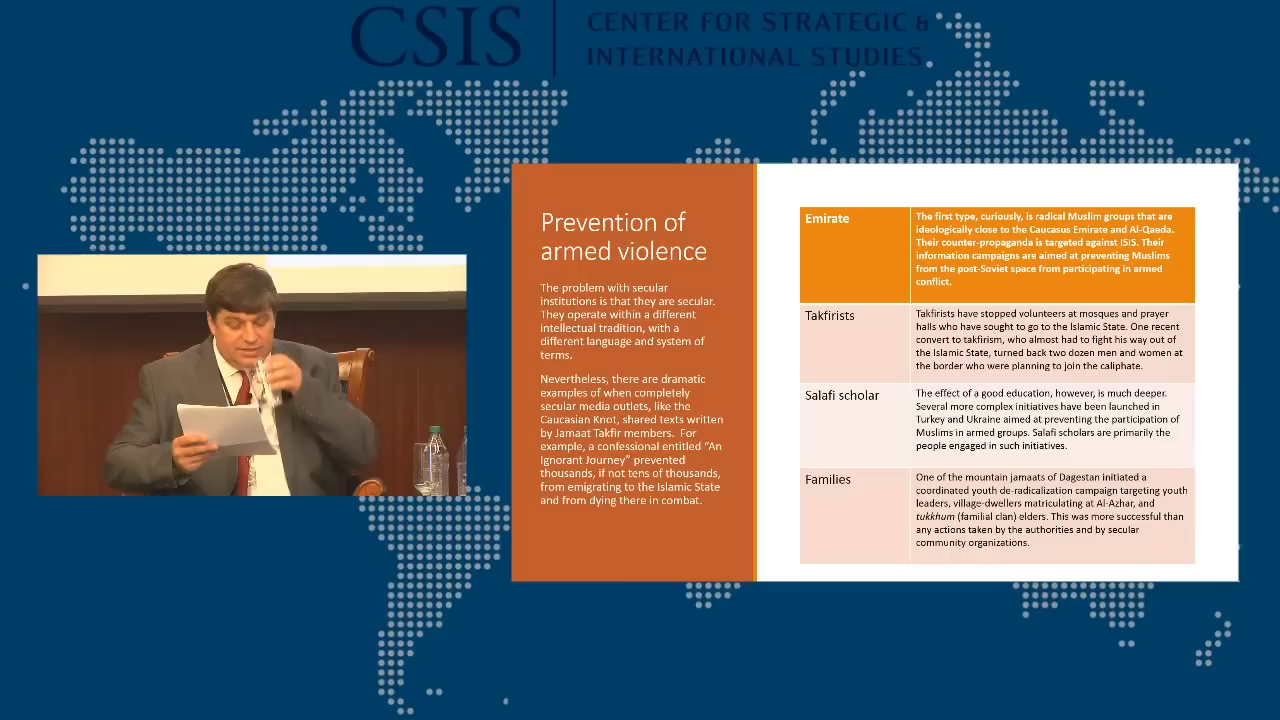 CSIS
CENTER FOR STRATEGIC &
INTERNATIONAL STUDIES
Prevention of
armed violence
The problem with secular
institutions is that they are secular.
They operate within a different
intellectual tradition, with a
different language and system of
terms.
Nevertheless, there are dramatic
examples of when completely
secular media outlets, like the
Caucasian Knot, shared texts written
by Jamaat Takfir members. For
example, a confessional entitled “An
Ignorant Journey” prevented
thousands, if not tens of thousands,
from emigrating to the Islamic State
and from dying there in combat.
Emirate
The first type, curiously, is radical Muslim groups that are
ideologically close to the Caucasus Emirate and Al-Qaeda.
Their counter-propaganda is targeted against ISIS. Their
information campaigns are aimed at preventing Muslims
from the post-Soviet space from participating in armed
conflict.
Takfirists
Takfirists have stopped volunteers at mosques and prayer
halls who have sought to go to the Islamic State. One recent
convert to takfirism, who almost had to fight his way out of
the Islamic State, turned back two dozen men and women at
the border who were planning to join the caliphate.
Salafi scholar
The effect of a good education, however, is much deeper.
Several more complex initiatives have been launched in
Turkey and Ukraine aimed at preventing the participation of
Muslims in armed groups. Salafi scholars are primarily the
people engaged in such initiatives.
Families
One of the mountain jamaats of Dagestan initiated a
coordinated youth de-radicalization campaign targeting youth
leaders, village-dwellers matriculating at Al-Azhar, and
tukkhum (familial clan) elders. This was more successful than
any actions taken by the authorities and by secular
community organizations.